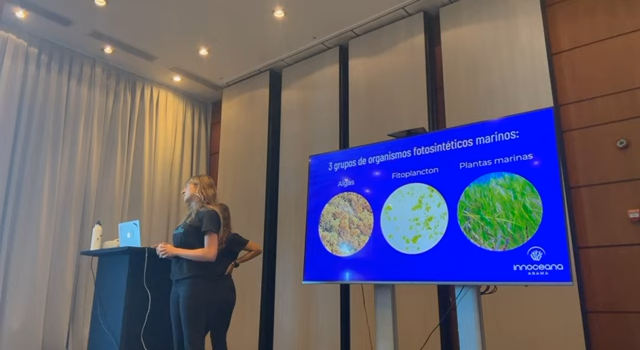 3 grupos de organismos fotosintéticos marinos:
Algas
Fitoplancton
Plantas marinas
innoceana